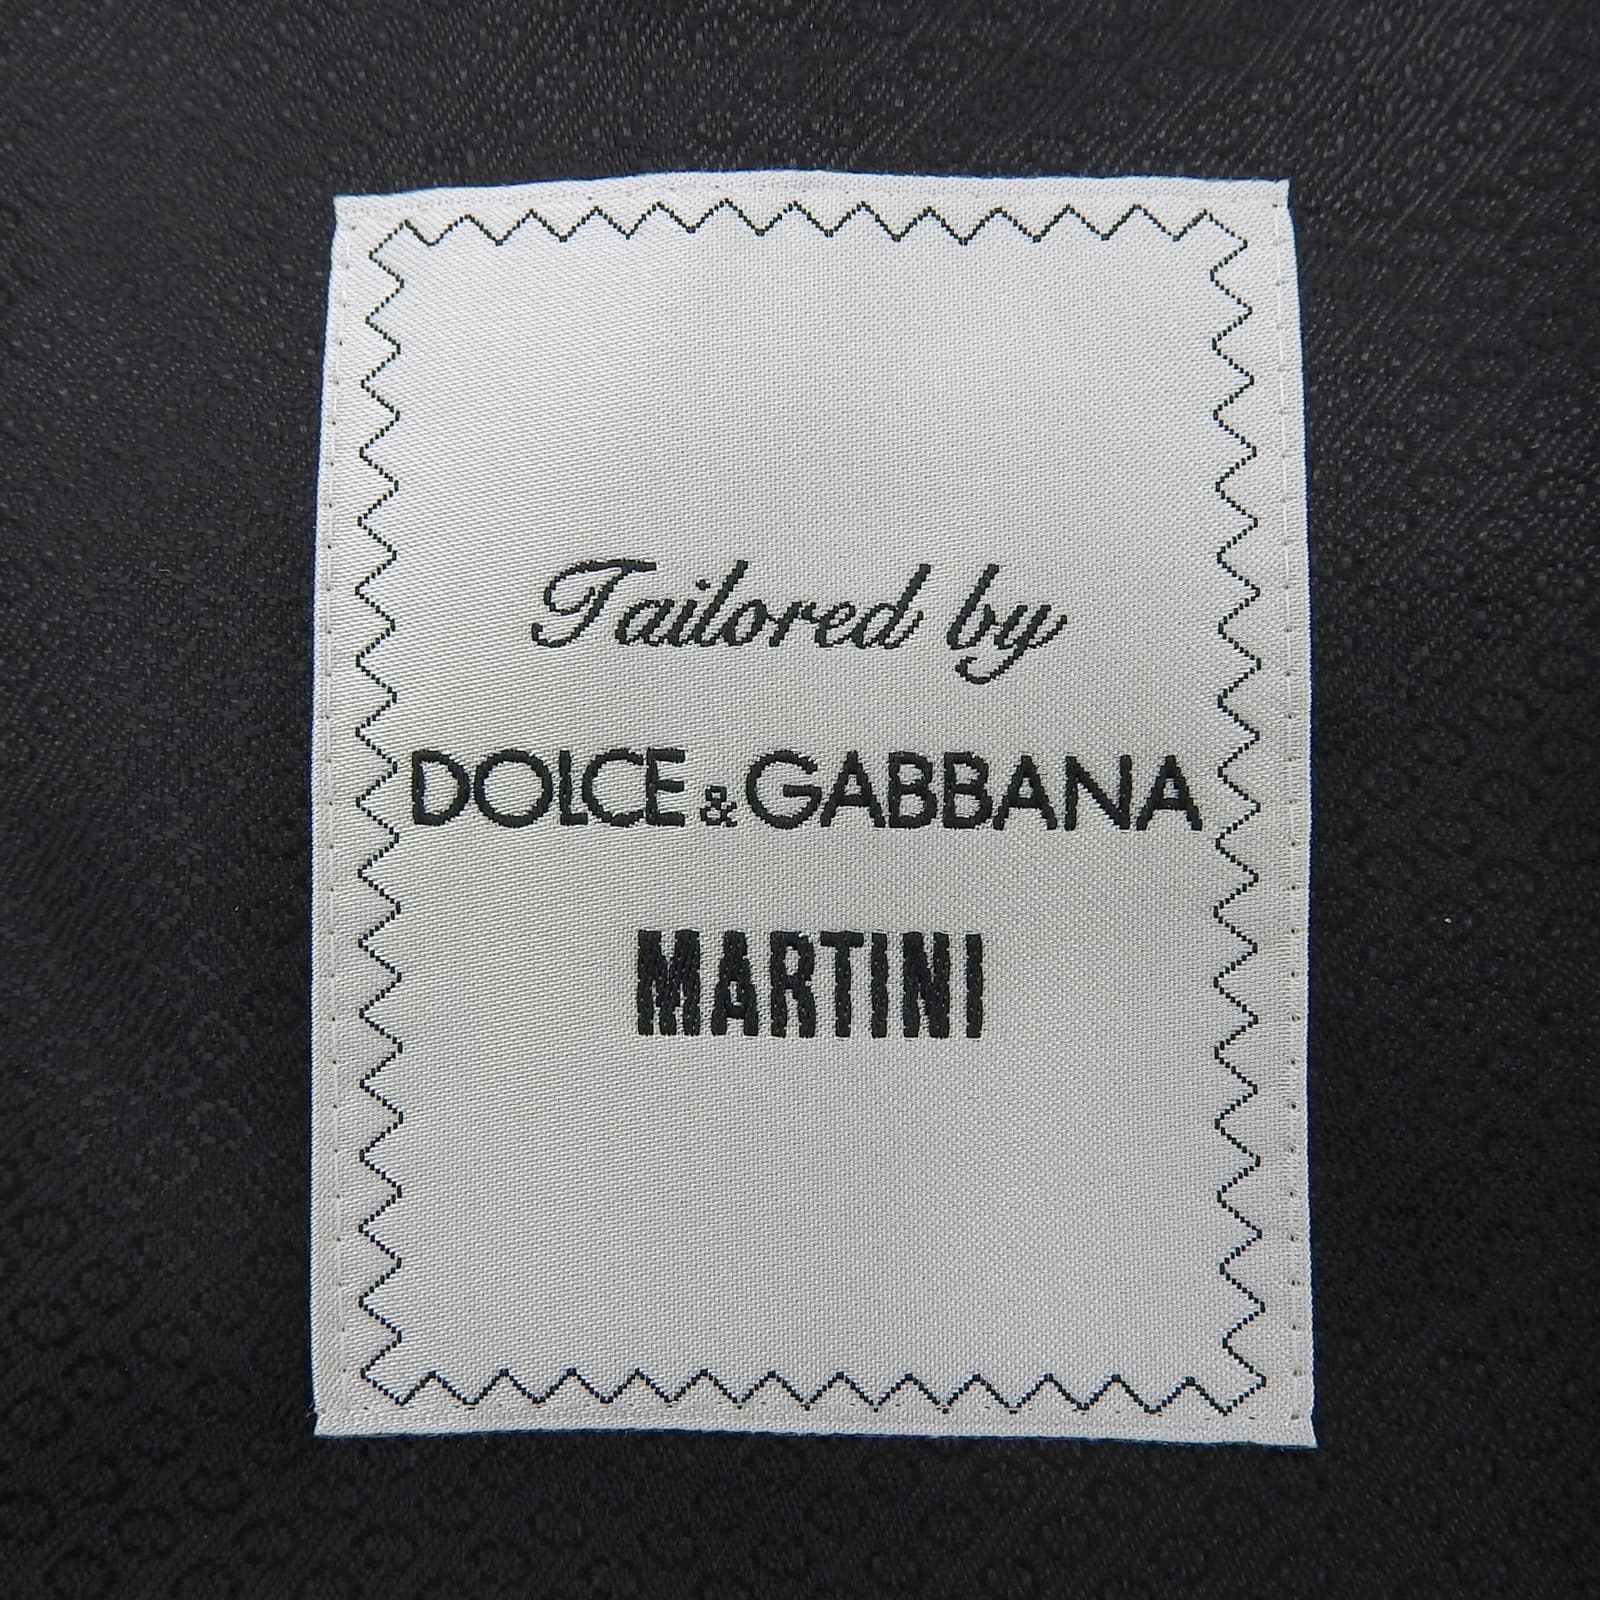 Tailored by
DOLCE & GABBANA
MARTINI